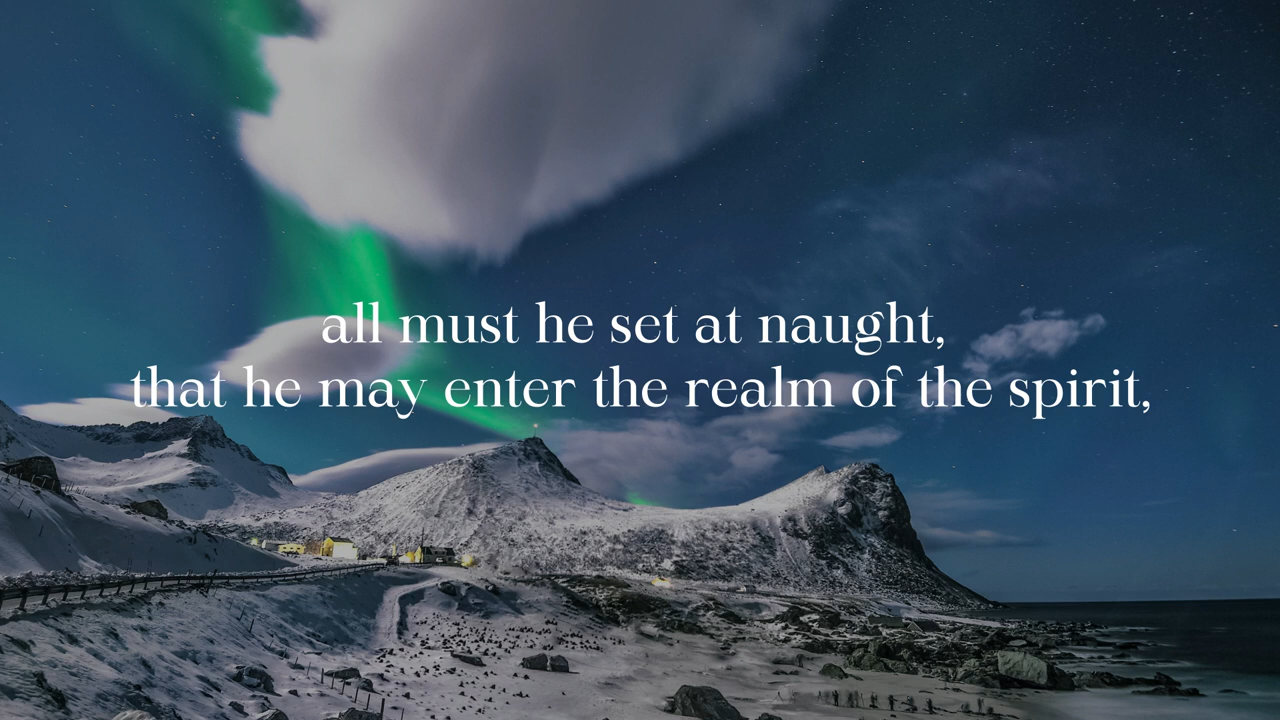 all must he set at naught,
that he may enter the realm of the spirit,